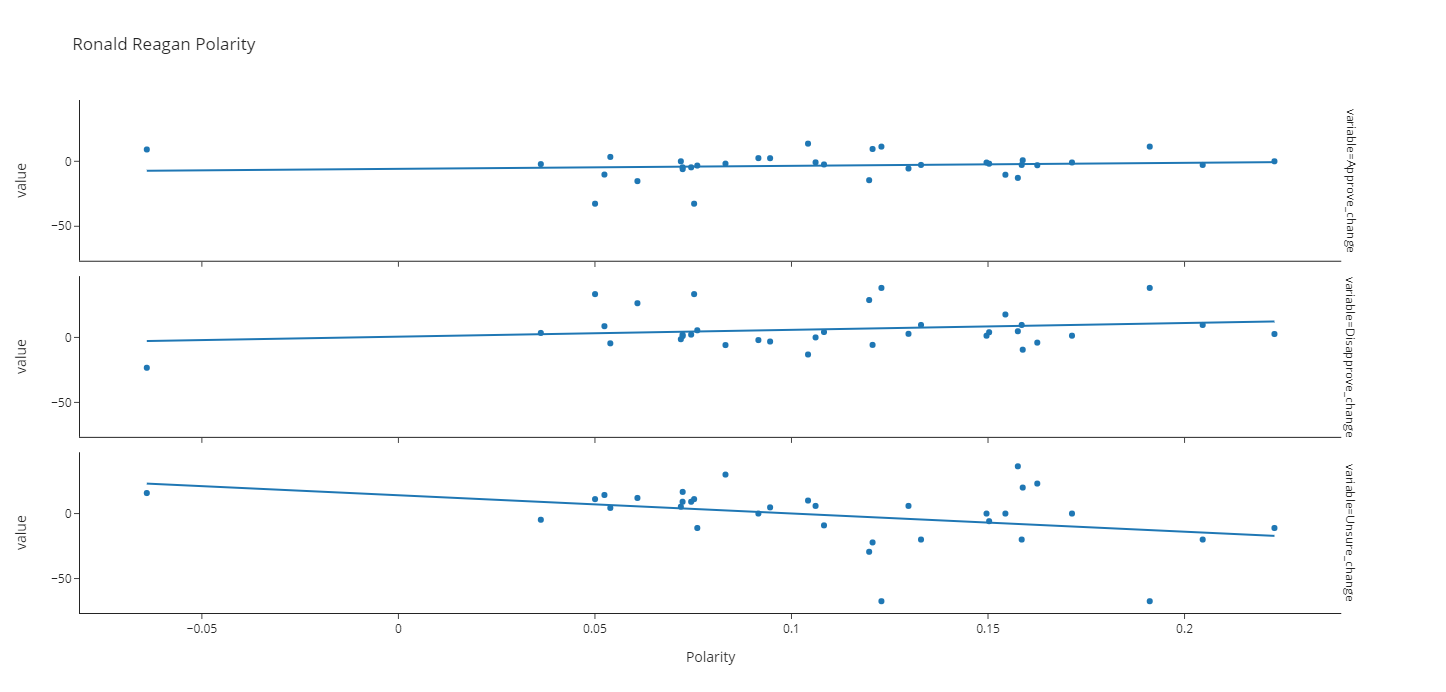 Ronald Reagan Polarity
value
0
−50
variable=Approve_change
value
0
−50
variable=Disapprove_change
value
0
−50
variable=Unsure_change
−0.05
0
0.05
0.1
0.15
0.2
Polarity